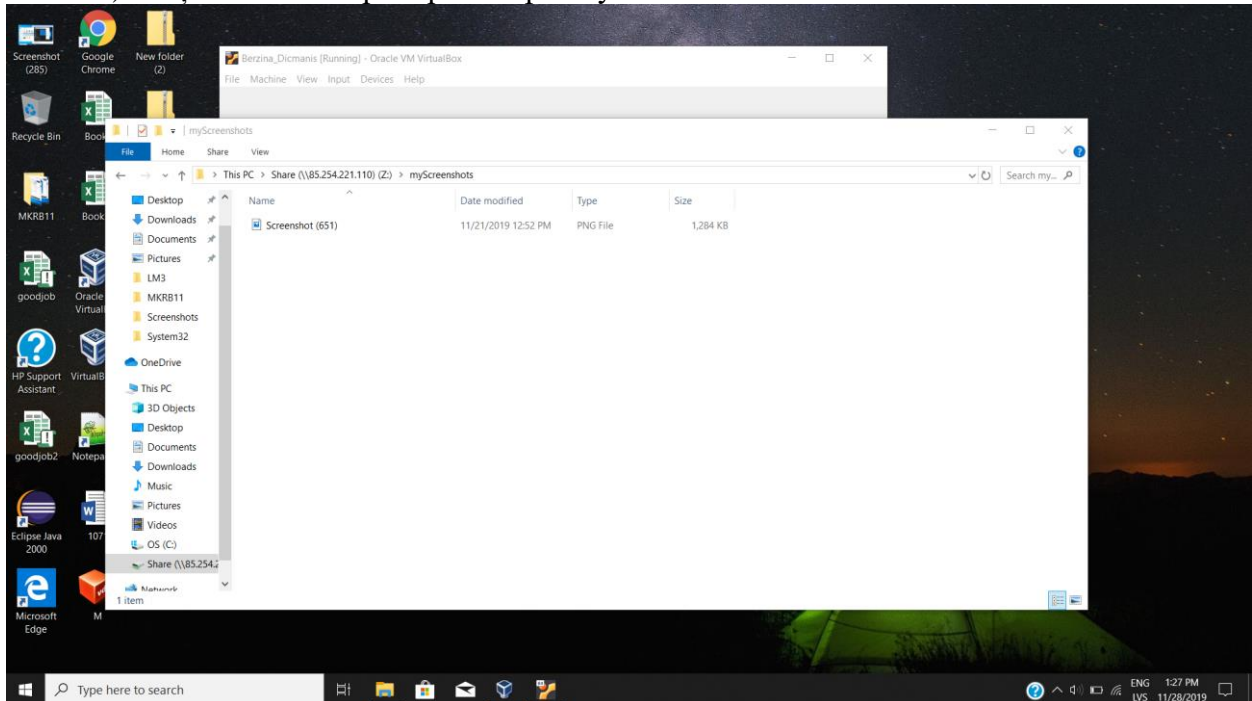 Screenshot
(285)
Google
Chrome
New folder
(2)
Recycle Bin
Book
MKRB11
Book
goodjob
Oracle
Virtual
HP Support
Assistant
VirtualB
goodjob2
Notepa
Eclipse Java
2000
107
Microsoft
Edge
M
Berzina_Dicmanis [Running] - Oracle VM VirtualBox
File Machine View Input Devices Help
myScreenshots
File Home Share View
This PC > Share (\\85.254.221.110) (Z:) > myScreenshots
Search my...
Name Date modified Type Size
Screenshot (651) 11/21/2019 12:52 PM PNG File 1,284 KB
Desktop
Downloads
Documents
Pictures
LM3
MKRB11
Screenshots
System32
OneDrive
This PC
3D Objects
Desktop
Documents
Downloads
Music
Pictures
Videos
OS (C:)
Share (\\85.254.2
Network
1 item
Type here to search
ENG 1:27 PM
LVS 11/28/2019